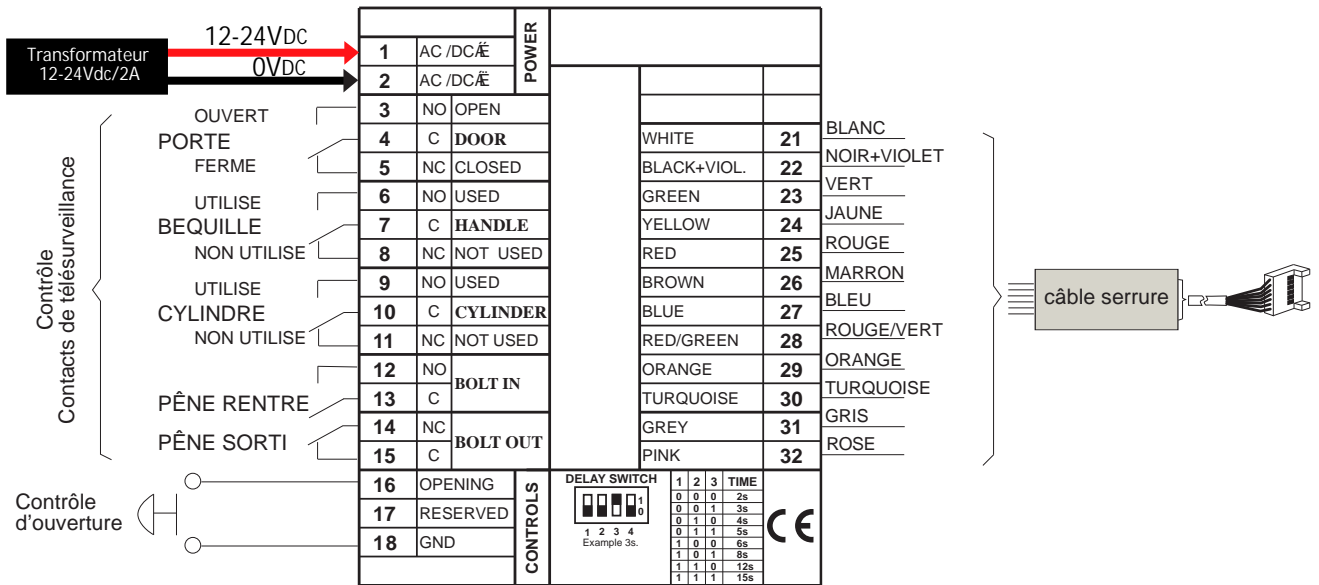 Transformateur
12-24Vdc/2A
12-24VDC
0VDC
POWER
1 AC /DCÆË
2 AC /DCÆË
3 NO OPEN
4 C DOOR
5 NC CLOSED
6 NO USED
7 C HANDLE
8 NC NOT USED
9 NO USED
10 C CYLINDER
11 NC NOT USED
12 NO
BOLT IN
13 C
14 NC
BOLT OUT
15 C
16 OPENING
17 RESERVED
18 GND
CONTROLS
Contrôle
Contacts de télésurveillance
OUVERT
PORTE
FERME
UTILISE
BEQUILLE
NON UTILISE
UTILISE
CYLINDRE
NON UTILISE
PÊNE RENTRE
PÊNE SORTI
Contrôle
d'ouverture
WHITE 21 BLANC
BLACK+VIOL. 22 NOIR+VIOLET
GREEN 23 VERT
YELLOW 24 JAUNE
RED 25 ROUGE
BROWN 26 MARRON
BLUE 27 BLEU
RED/GREEN 28 ROUGE/VERT
ORANGE 29 ORANGE
TURQUOISE 30 TURQUOISE
GREY 31 GRIS
PINK 32 ROSE
câble serrure
DELAY SWITCH
1
0
1 2 3 4
Example 3s.
1 2 3 TIME
0 0 0 2s
0 0 1 3s
0 1 0 4s
0 1 1 5s
1 0 0 6s
1 0 1 8s
1 1 0 12s
1 1 1 15s
CE